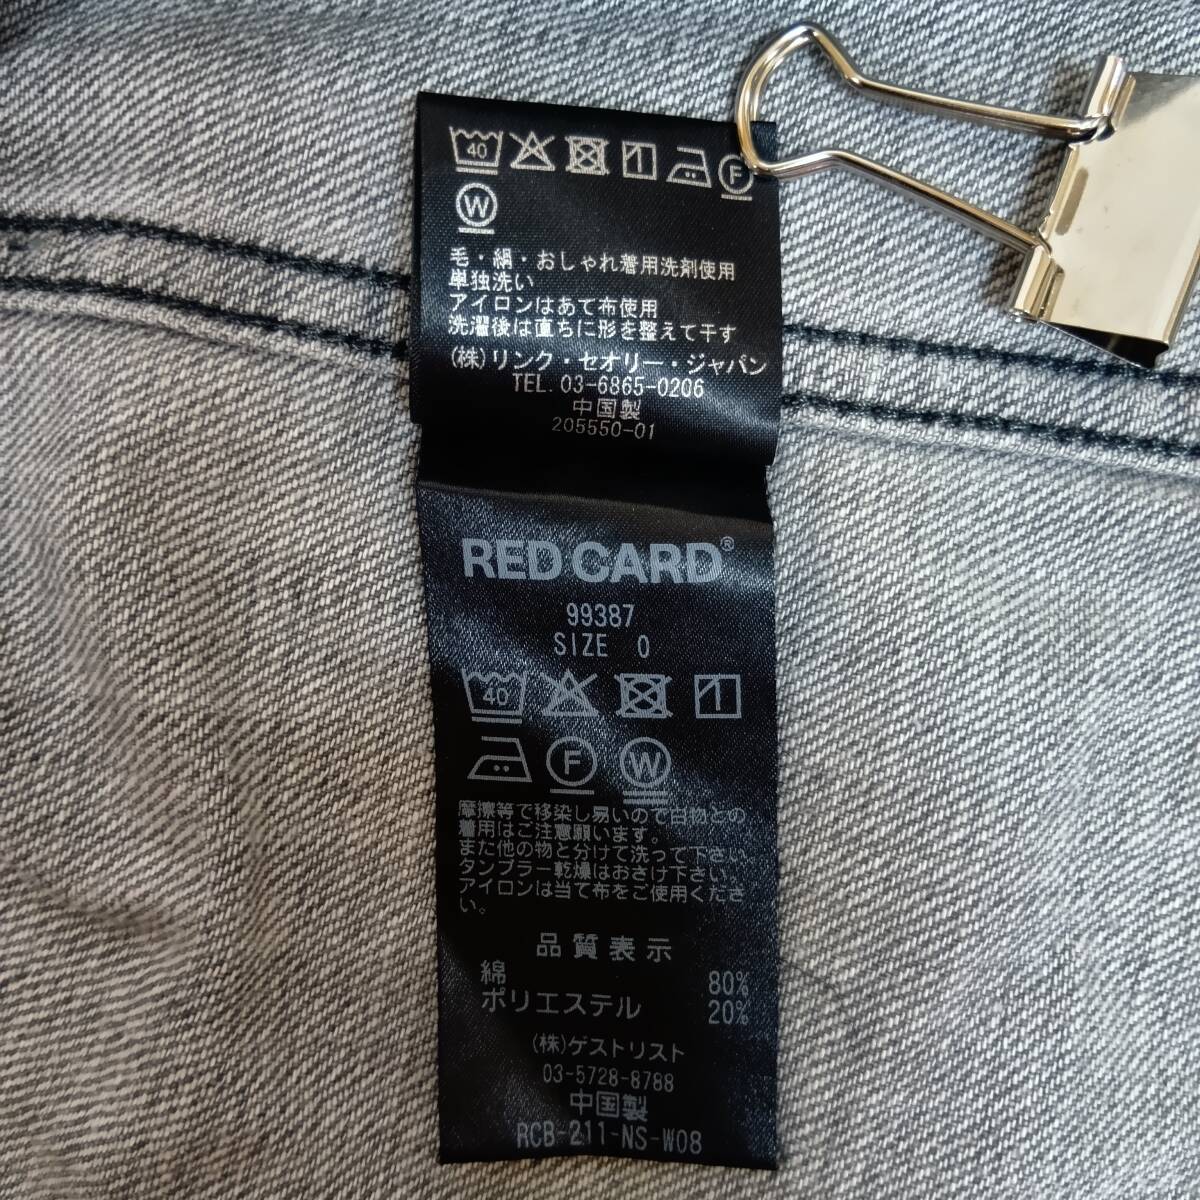 40
F
W
毛・絹・おしゃれ着用洗剤使用
単独洗い
アイロンはあて布使用
洗濯後は直ちに形を整えて干す
(株)リンク・セオリー・ジャパン
TEL. 03-6865-0206
中国製
205550-01
RED CARD®
99387
SIZE 0
40
F W
摩擦等で移染し易いので白物との
着用はご注意願います。
また他の物と分けて洗って下さい。
タンブラー乾燥はおさけ下さい。
アイロンは当て布をご使用くださ
い。
品質表示
綿 80%
ポリエステル 20%
(株)ゲストリスト
03-5728-8788
中国製
RCB-211-NS-W08